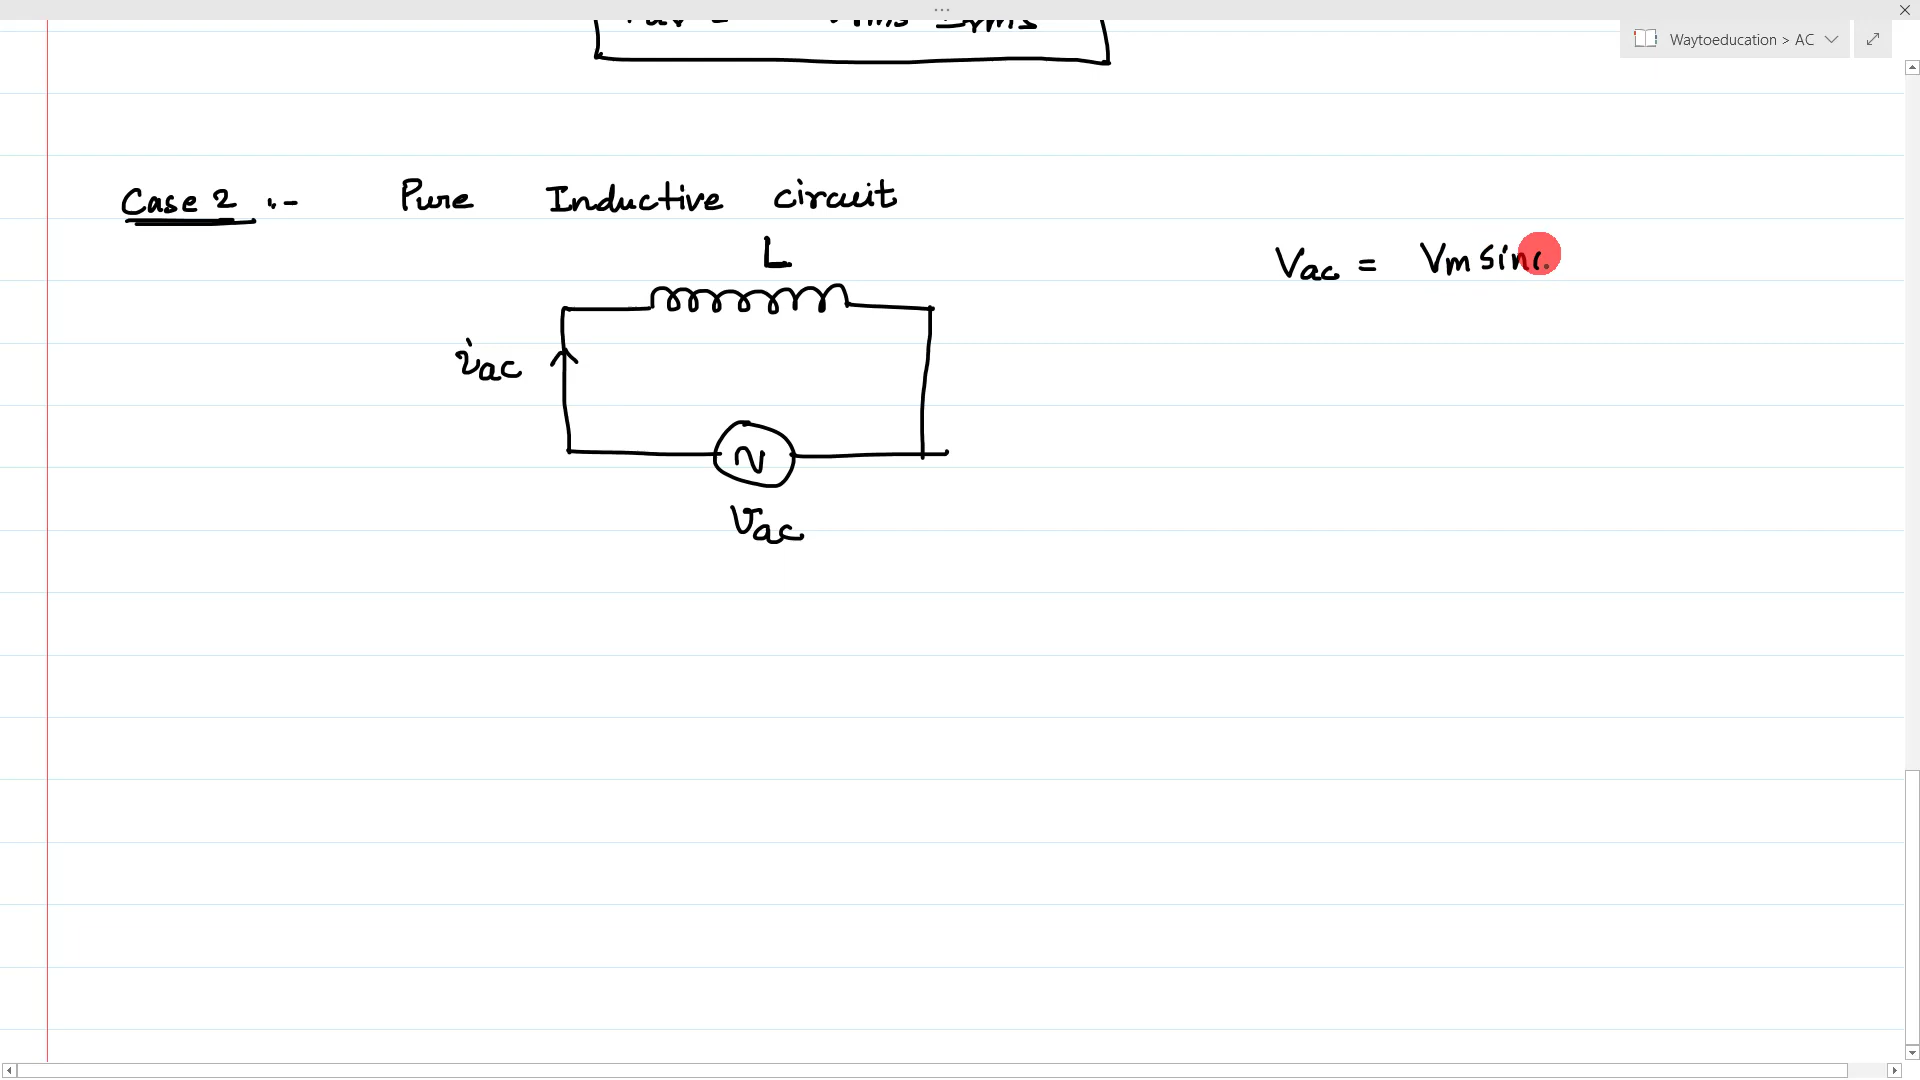 Waytoeducation > AC
Case 2 :- Pure Inductive circuit
L
Vac = Vm sin
iac
Vac